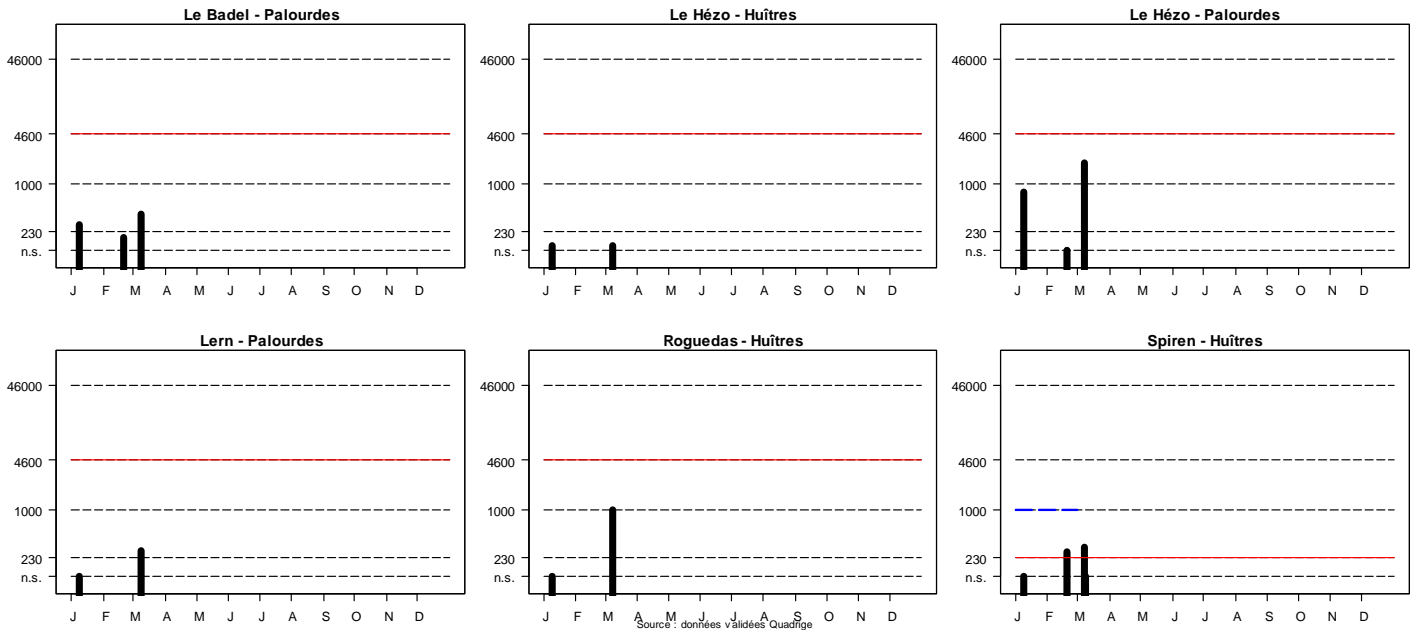 Le Badel - Palourdes
46000
4600
1000
230
n.s.
J F M A M J J A S O N D
Le Hézo - Huîtres
46000
4600
1000
230
n.s.
J F M A M J J A S O N D
Le Hézo - Palourdes
46000
4600
1000
230
n.s.
J F M A M J J A S O N D
Lern - Palourdes
46000
4600
1000
230
n.s.
J F M A M J J A S O N D
Roguedas - Huîtres
46000
4600
1000
230
n.s.
J F M A M J J A S O N D
Spiren - Huîtres
46000
4600
1000
230
n.s.
J F M A M J J A S O N D
Source : données validées Quadrige